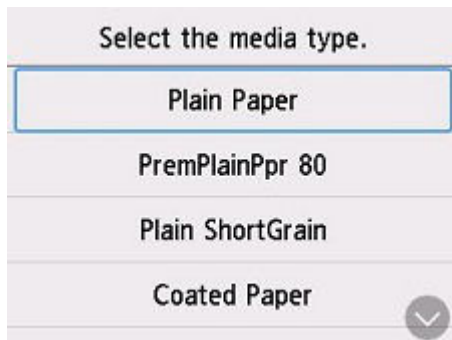 Select the media type.
Plain Paper
PremPlainPpr 80
Plain ShortGrain
Coated Paper